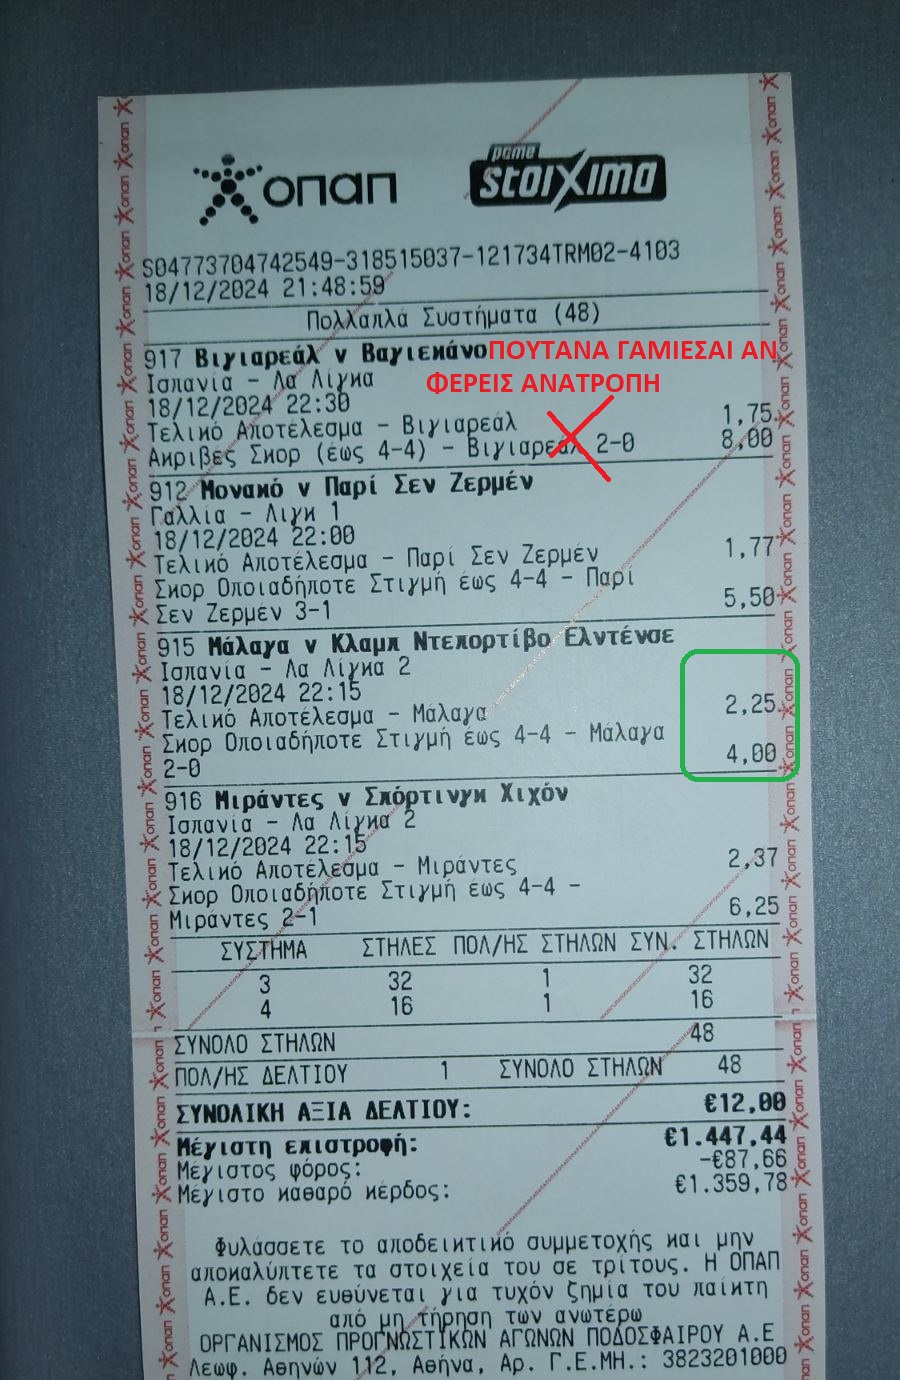 οπαπ
pame stoixima
S04773704742549-318515037-121734TRM02-4103
18/12/2024 21:48:59
Πολλαπλά Συστήματα (48)
917 Βιγιαρεάλ v Βαγιεκάνο
ΠΟΥΤΑΝΑ ΓΑΜΙΕΣΑΙ ΑΝ
ΦΕΡΕΙΣ ΑΝΑΤΡΟΠΗ
Ισπανία - Λα Λίγκα
18/12/2024 22:30
Τελικό Αποτέλεσμα - Βιγιαρεάλ 1,75
Ακριβές Σκορ (έως 4-4) - Βιγιαρεάλ 2-0 8,00
912 Μονακό v Παρί Σεν Ζερμέν
Γαλλία - Λιγκ 1
18/12/2024 22:00
Τελικό Αποτέλεσμα - Παρί Σεν Ζερμέν 1,77
Σκορ Οποιαδήποτε Στιγμή έως 4-4 - Παρί
Σεν Ζερμέν 3-1 5,50
915 Μάλαγα v Κλαμπ Ντεπορτίβο Ελντένσε
Ισπανία - Λα Λίγκα 2
18/12/2024 22:15
Τελικό Αποτέλεσμα - Μάλαγα 2,25
Σκορ Οποιαδήποτε Στιγμή έως 4-4 - Μάλαγα
2-0 4,00
916 Μιράντες v Σπόρτινγκ Χιχόν
Ισπανία - Λα Λίγκα 2
18/12/2024 22:15
Τελικό Αποτέλεσμα - Μιράντες 2,37
Σκορ Οποιαδήποτε Στιγμή έως 4-4 -
Μιράντες 2-1 6,25
ΣΥΣΤΗΜΑ ΣΤΗΛΕΣ ΠΟΛ/ΗΣ ΣΤΗΛΩΝ ΣΥΝ. ΣΤΗΛΩΝ
3 32 1 32
4 16 1 16
ΣΥΝΟΛΟ ΣΤΗΛΩΝ 48
ΠΟΛ/ΗΣ ΔΕΛΤΙΟΥ 1 ΣΥΝΟΛΟ ΣΤΗΛΩΝ 48
ΣΥΝΟΛΙΚΗ ΑΞΙΑ ΔΕΛΤΙΟΥ: €12,00
Μέγιστη επιστροφή: €1.447,44
Μέγιστος φόρος: -€87,66
Μέγιστο καθαρό κέρδος: €1.359,78
Φυλάσσετε το αποδεικτικό συμμετοχής και μην
αποκαλύπτετε τα στοιχεία του σε τρίτους. Η ΟΠΑΠ
Α.Ε. δεν ευθύνεται για τυχόν ζημία του παίκτη
από μη τήρηση των ανωτέρω
ΟΡΓΑΝΙΣΜΟΣ ΠΡΟΓΝΩΣΤΙΚΩΝ ΑΓΩΝΩΝ ΠΟΔΟΣΦΑΙΡΟΥ Α.Ε
Λεωφ. Αθηνών 112, Αθήνα, Αρ. Γ.Ε.ΜΗ.: 3823201000